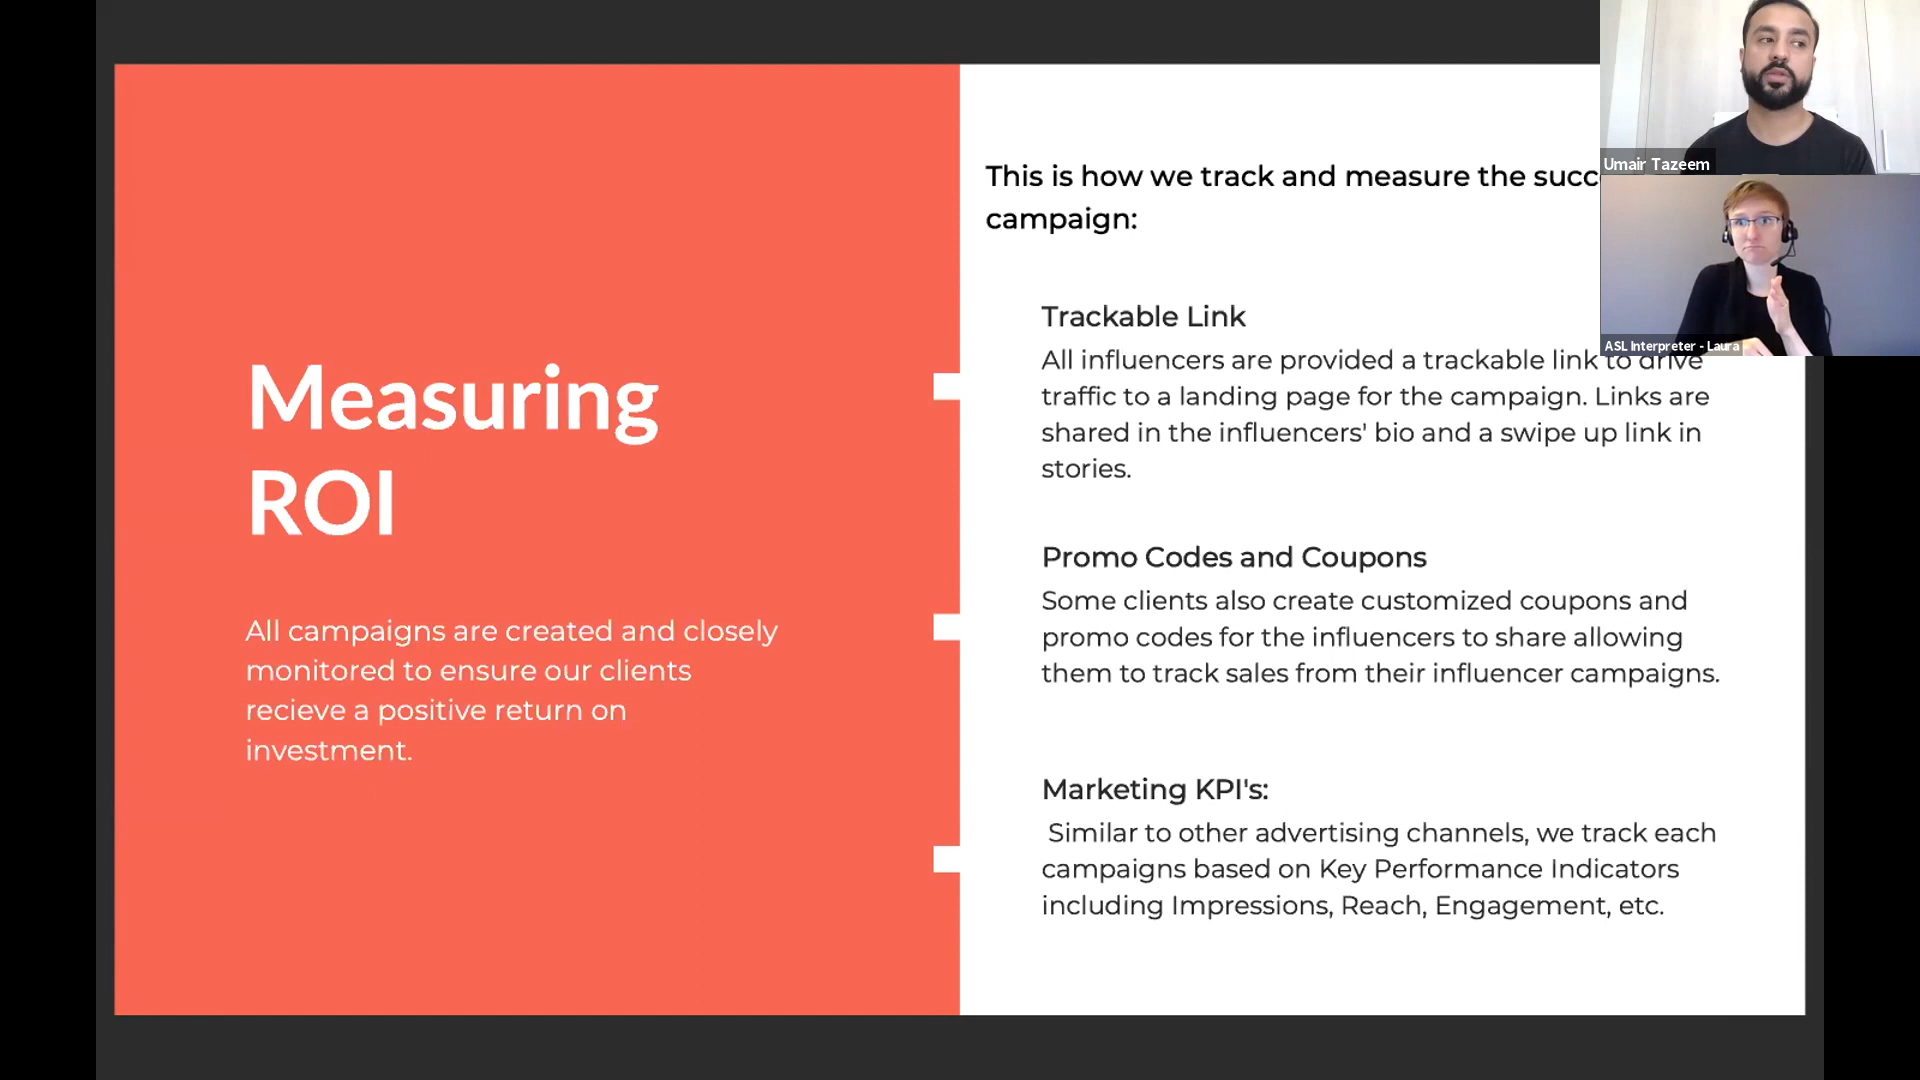 Measuring
ROI
All campaigns are created and closely
monitored to ensure our clients
recieve a positive return on
investment.
This is how we track and measure the succ
campaign:
Trackable Link
All influencers are provided a trackable link to drive
traffic to a landing page for the campaign. Links are
shared in the influencers' bio and a swipe up link in
stories.
Promo Codes and Coupons
Some clients also create customized coupons and
promo codes for the influencers to share allowing
them to track sales from their influencer campaigns.
Marketing KPI's:
Similar to other advertising channels, we track each
campaigns based on Key Performance Indicators
including Impressions, Reach, Engagement, etc.
Umair Tazeem
ASL Interpreter - Laura